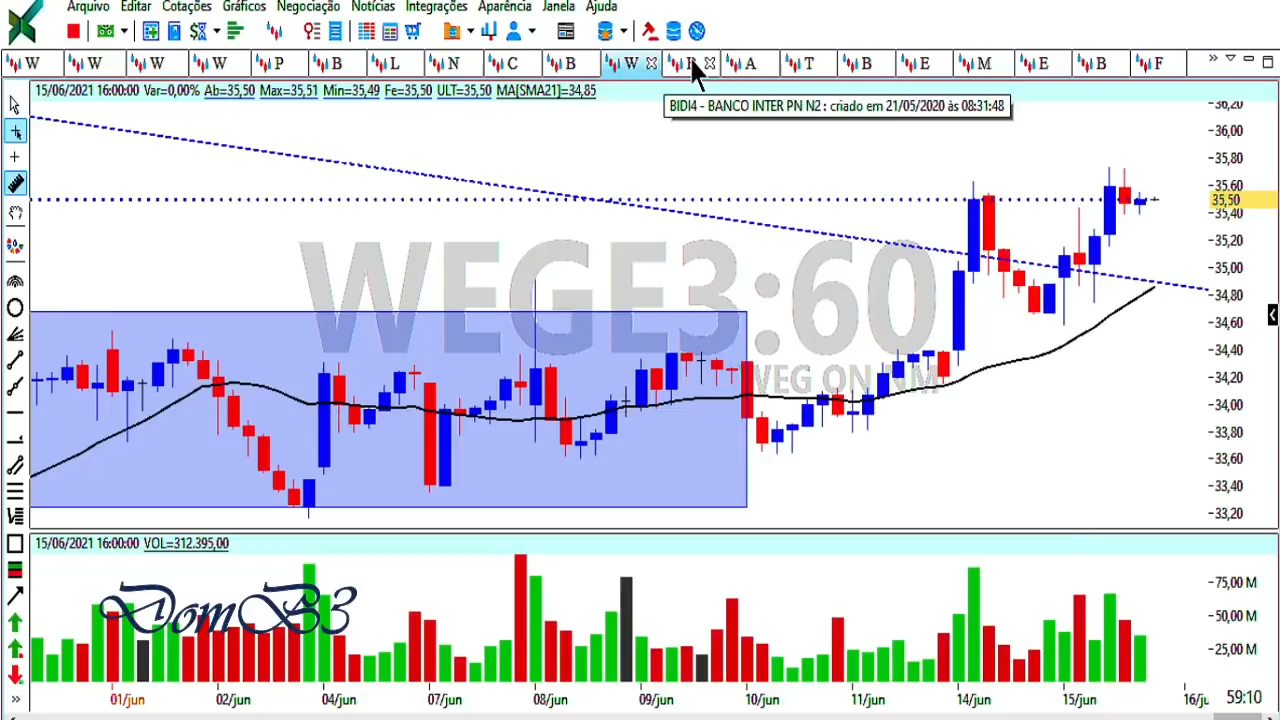 Arquivo Editar Cotações Gráficos Negociação Notícias Integrações Aparência Janela Ajuda
W W W W P B L N C B W A T B E M E B F
15/06/2021 16:00:00 Var=0,00% Ab=35,50 Max=35,51 Min=35,49 Fe=35,50 ULT=35,50 MA[SMA21]=34,85
BIDI4 - BANCO INTER PN N2 : criado em 21/05/2020 às 08:31:48
36,20
36,00
35,80
35,60
35,50
35,40
35,20
35,00
34,80
34,60
34,40
34,20
34,00
33,80
33,60
33,40
33,20
WEGE3:60
WEG ON NM
15/06/2021 16:00:00 VOL=312.395,00
75,00 M
50,00 M
25,00 M
DomB3
01/jun 02/jun 04/jun 07/jun 08/jun 09/jun 10/jun 11/jun 14/jun 15/jun 59:10